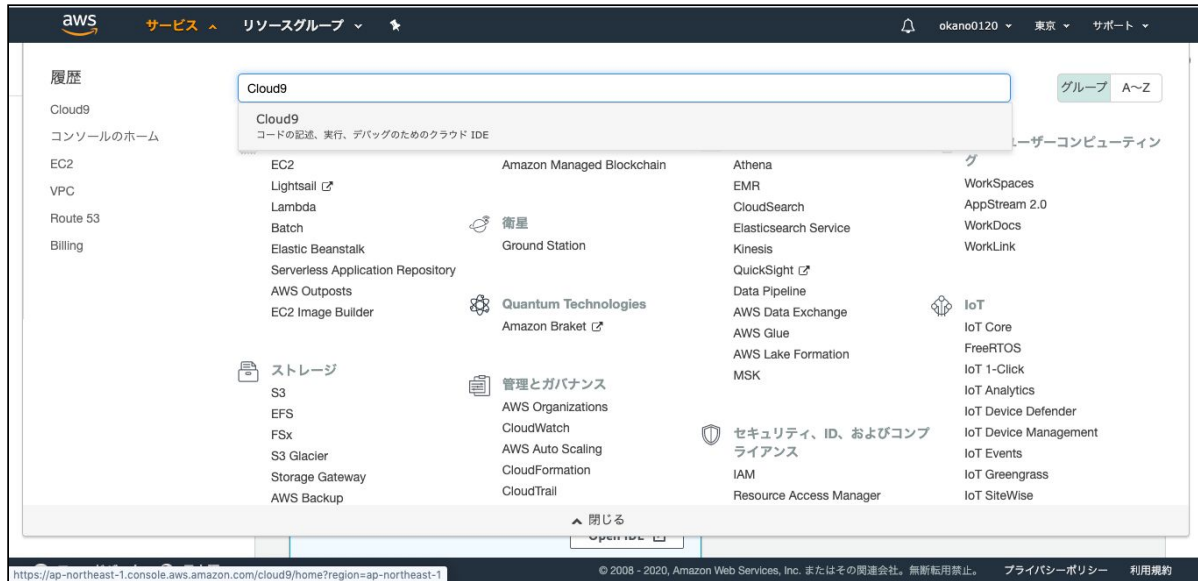 aws
サービス
リソースグループ
okano0120
東京
サポート
履歴
Cloud9
コンソールのホーム
EC2
VPC
Route 53
Billing
Cloud9
グループ
A〜Z
Cloud9
コードの記述、実行、デバッグのためのクラウド IDE
EC2
Lightsail
Lambda
Batch
Elastic Beanstalk
Serverless Application Repository
AWS Outposts
EC2 Image Builder
ストレージ
S3
EFS
FSx
S3 Glacier
Storage Gateway
AWS Backup
Amazon Managed Blockchain
衛星
Ground Station
Quantum Technologies
Amazon Braket
管理とガバナンス
AWS Organizations
CloudWatch
AWS Auto Scaling
CloudFormation
CloudTrail
Athena
EMR
CloudSearch
Elasticsearch Service
Kinesis
QuickSight
Data Pipeline
AWS Data Exchange
AWS Glue
AWS Lake Formation
MSK
セキュリティ、ID、およびコンプ
ライアンス
IAM
Resource Access Manager
ーザーコンピューティン
グ
WorkSpaces
AppStream 2.0
WorkDocs
WorkLink
IoT
IoT Core
FreeRTOS
IoT 1-Click
IoT Analytics
IoT Device Defender
IoT Device Management
IoT Events
IoT Greengrass
IoT SiteWise
閉じる
Open IDE
https://ap-northeast-1.console.aws.amazon.com/cloud9/home?region=ap-northeast-1
© 2008 - 2020, Amazon Web Services, Inc. またはその関連会社。無断転用禁止。
プライバシーポリシー
利用規約